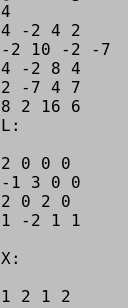 4
4 -2 4 2
-2 10 -2 -7
4 -2 8 4
2 -7 4 7
8 2 16 6
L:

2 0 0 0
-1 3 0 0
2 0 2 0
1 -2 1 1

X:

1 2 1 2